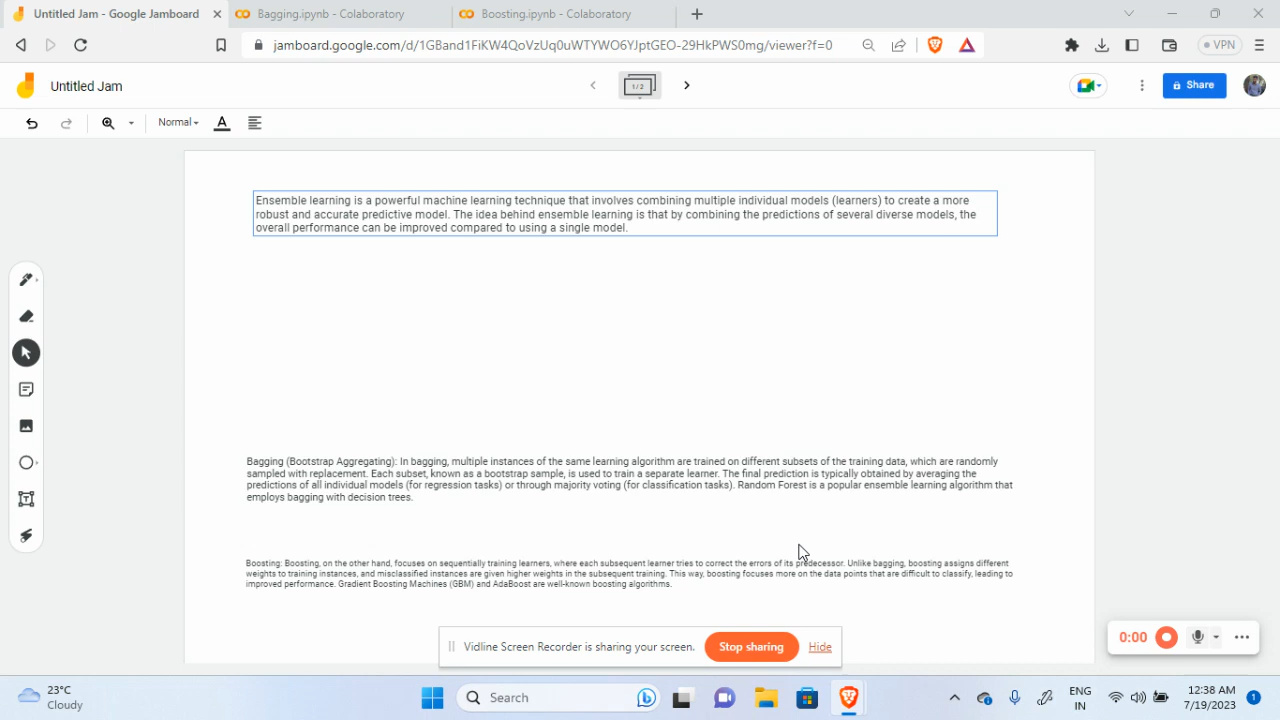 Untitled Jam - Google Jamboard
Bagging.ipynb - Colaboratory
Boosting.ipynb - Colaboratory
jamboard.google.com/d/1GBand1FiKW4QoVzUq0uWTYWO6YJptGEO-29HkPWS0mg/viewer?f=0
VPN
Untitled Jam
1 / 2
Share
Normal
Ensemble learning is a powerful machine learning technique that involves combining multiple individual models (learners) to create a more
robust and accurate predictive model. The idea behind ensemble learning is that by combining the predictions of several diverse models, the
overall performance can be improved compared to using a single model.
Bagging (Bootstrap Aggregating): In bagging, multiple instances of the same learning algorithm are trained on different subsets of the training data, which are randomly
sampled with replacement. Each subset, known as a bootstrap sample, is used to train a separate learner. The final prediction is typically obtained by averaging the
predictions of all individual models (for regression tasks) or through majority voting (for classification tasks). Random Forest is a popular ensemble learning algorithm that
employs bagging with decision trees.
Boosting: Boosting, on the other hand, focuses on sequentially training learners, where each subsequent learner tries to correct the errors of its predecessor. Unlike bagging, boosting assigns different
weights to training instances, and misclassified instances are given higher weights in the subsequent training. This way, boosting focuses more on the data points that are difficult to classify, leading to
improved performance. Gradient Boosting Machines (GBM) and AdaBoost are well-known boosting algorithms.
Vidline Screen Recorder is sharing your screen.
Stop sharing
Hide
0:00
23°C
Cloudy
Search
ENG
IN
12:38 AM
7/19/2023
1